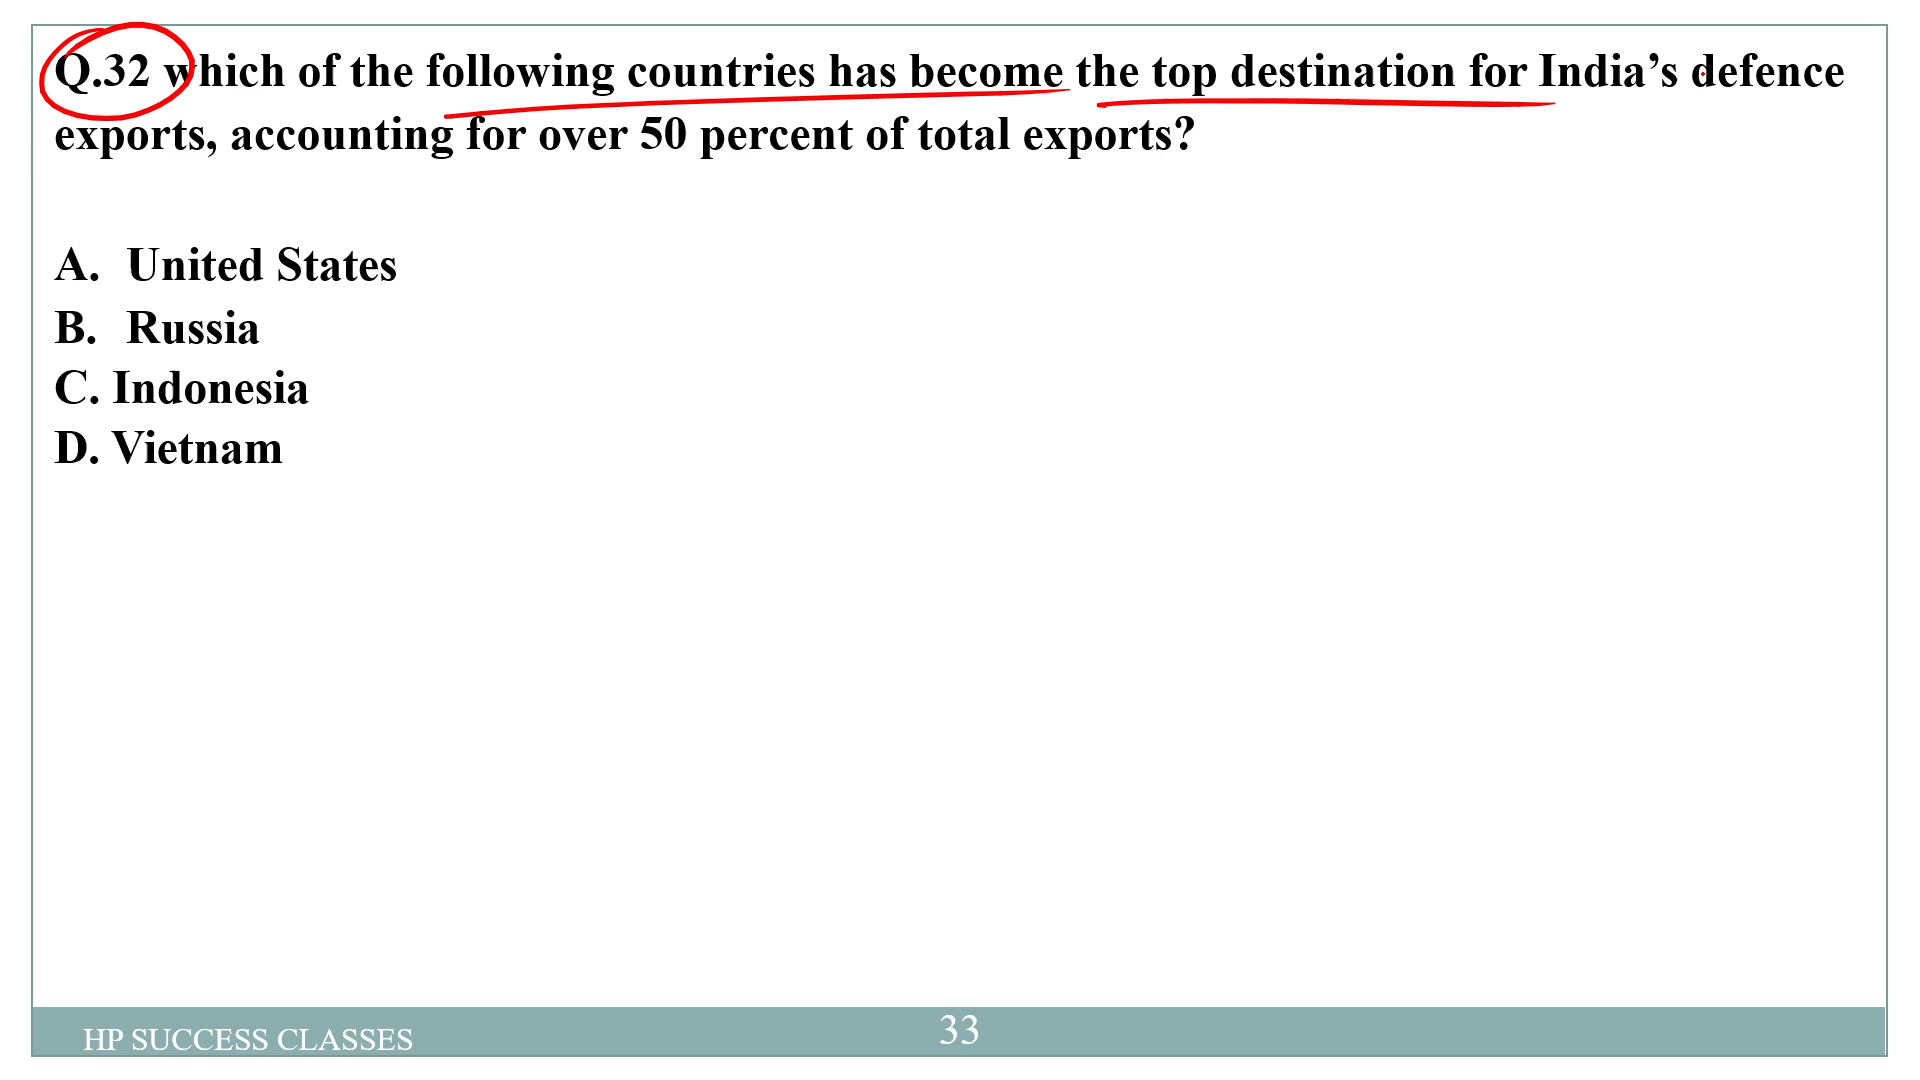 Q.32 which of the following countries has become the top destination for India’s defence
exports, accounting for over 50 percent of total exports?
A. United States
B. Russia
C. Indonesia
D. Vietnam
HP SUCCESS CLASSES
33